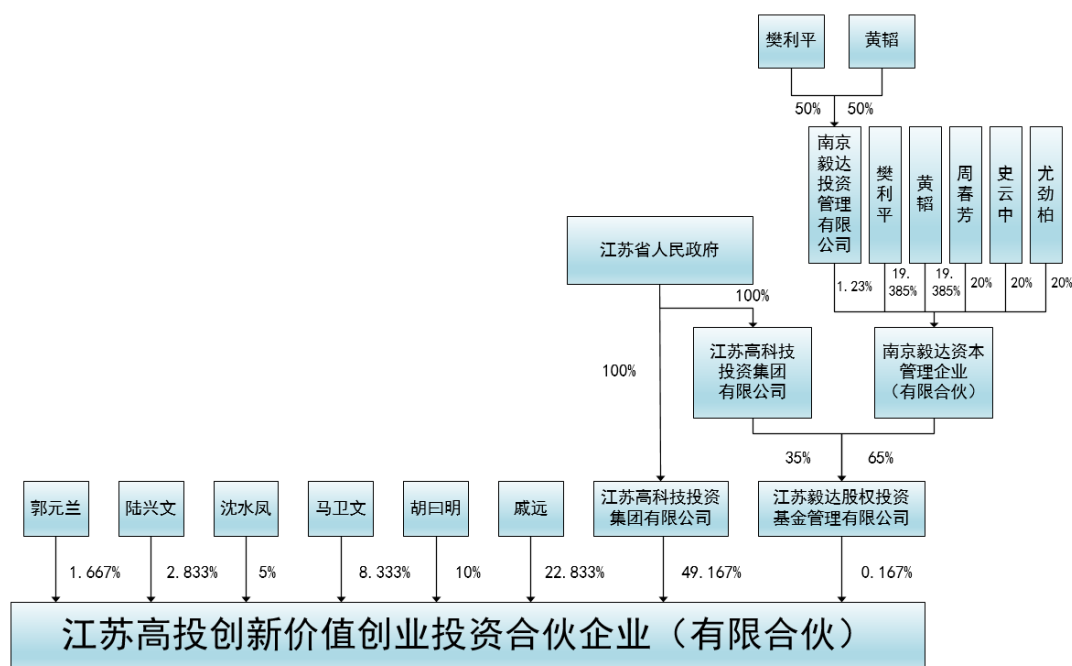 樊利平
黄韬
50%
50%
南京
毅达
投资
管理
有限
公司
樊利平
黄韬
周春芳
史云中
尤劲柏
江苏省人民政府
1.23%
19.
385%
19.
385%
20%
20%
20%
100%
江苏高科技
投资集团
有限公司
南京毅达资本
管理企业
（有限合伙）
100%
35%
65%
郭元兰
陆兴文
沈水凤
马卫文
胡曰明
戚远
江苏高科技投资
集团有限公司
江苏毅达股权投资
基金管理有限公司
1.667%
2.833%
5%
8.333%
10%
22.833%
49.167%
0.167%
江苏高投创新价值创业投资合伙企业（有限合伙）